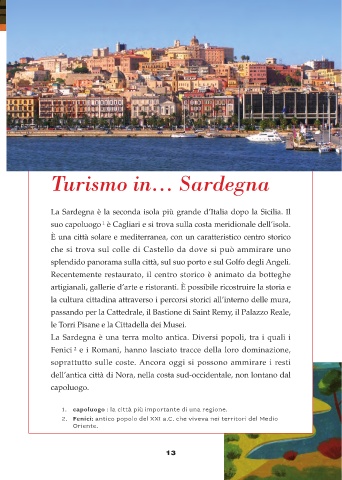 Turismo in... Sardegna
La Sardegna è la seconda isola più grande d'Italia dopo la Sicilia. Il
suo capoluogo 1 è Cagliari e si trova sulla costa meridionale dell'isola.
È una città solare e mediterranea, con un caratteristico centro storico
che si trova sul colle di Castello da dove si può ammirare uno
splendido panorama sulla città, sul suo porto e sul Golfo degli Angeli.
Recentemente restaurato, il centro storico è animato da botteghe
artigianali, gallerie d'arte e ristoranti. È possibile ricostruire la storia e
la cultura cittadina attraverso i percorsi storici all'interno delle mura,
passando per la Cattedrale, il Bastione di Saint Remy, il Palazzo Reale,
le Torri Pisane e la Cittadella dei Musei.
La Sardegna è una terra molto antica. Diversi popoli, tra i quali i
Fenici 2 e i Romani, hanno lasciato tracce della loro dominazione,
soprattutto sulle coste. Ancora oggi si possono ammirare i resti
dell'antica città di Nora, nella costa sud-occidentale, non lontano dal
capoluogo.
1. capoluogo : la città più importante di una regione.
2. Fenici: antico popolo del XXI a.C. che viveva nei territori del Medio
Oriente.
13